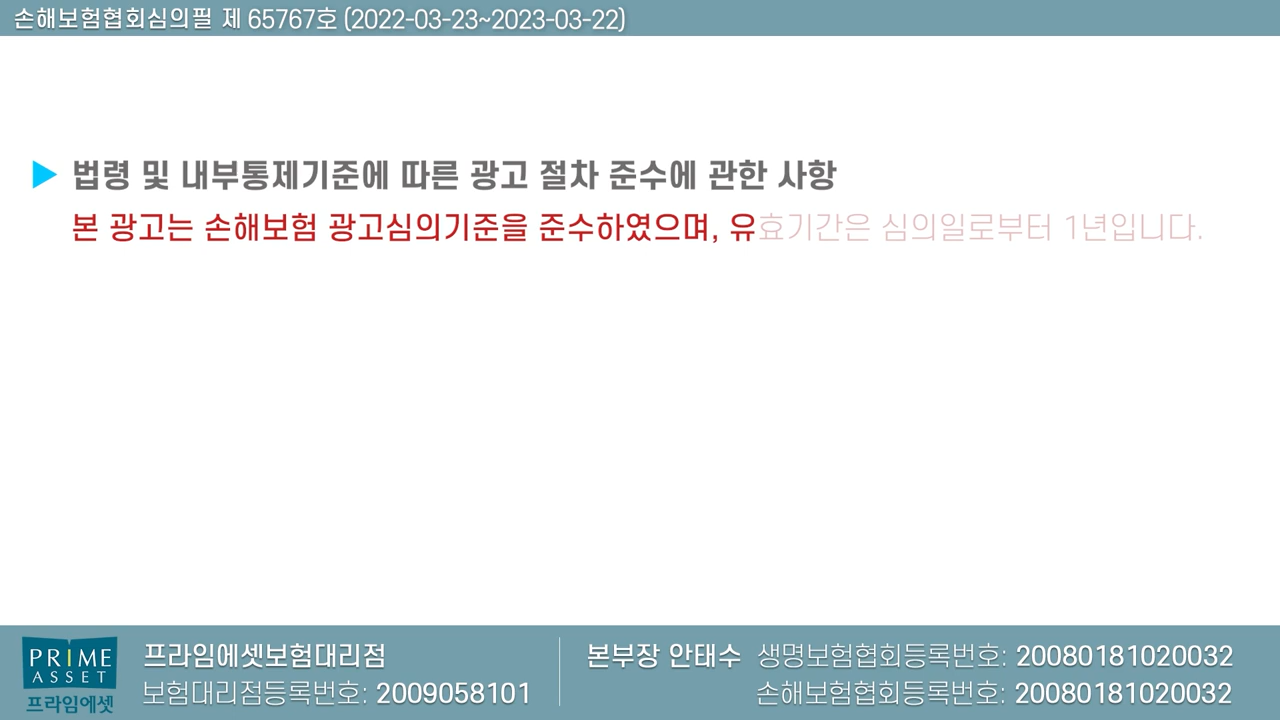 손해보험협회심의필 제 65767호 (2022-03-23~2023-03-22)
▶ 법령 및 내부통제기준에 따른 광고 절차 준수에 관한 사항
본 광고는 손해보험 광고심의기준을 준수하였으며, 유효기간은 심의일로부터 1년입니다.
PRIME
ASSET
프라임에셋
프라임에셋보험대리점
보험대리점등록번호: 2009058101
본부장 안태수 생명보험협회등록번호: 20080181020032
손해보험협회등록번호: 20080181020032